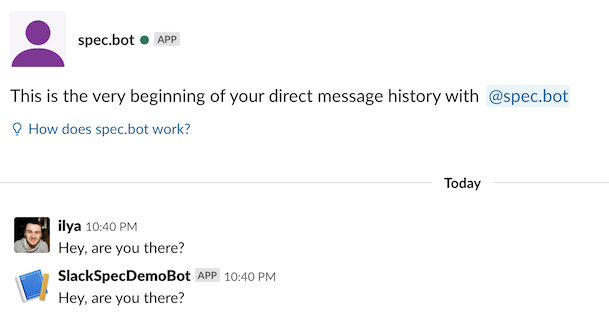 spec.bot APP
This is the very beginning of your direct message history with @spec.bot
How does spec.bot work?
Today
ilya 10:40 PM
Hey, are you there?
SlackSpecDemoBot APP 10:40 PM
Hey, are you there?